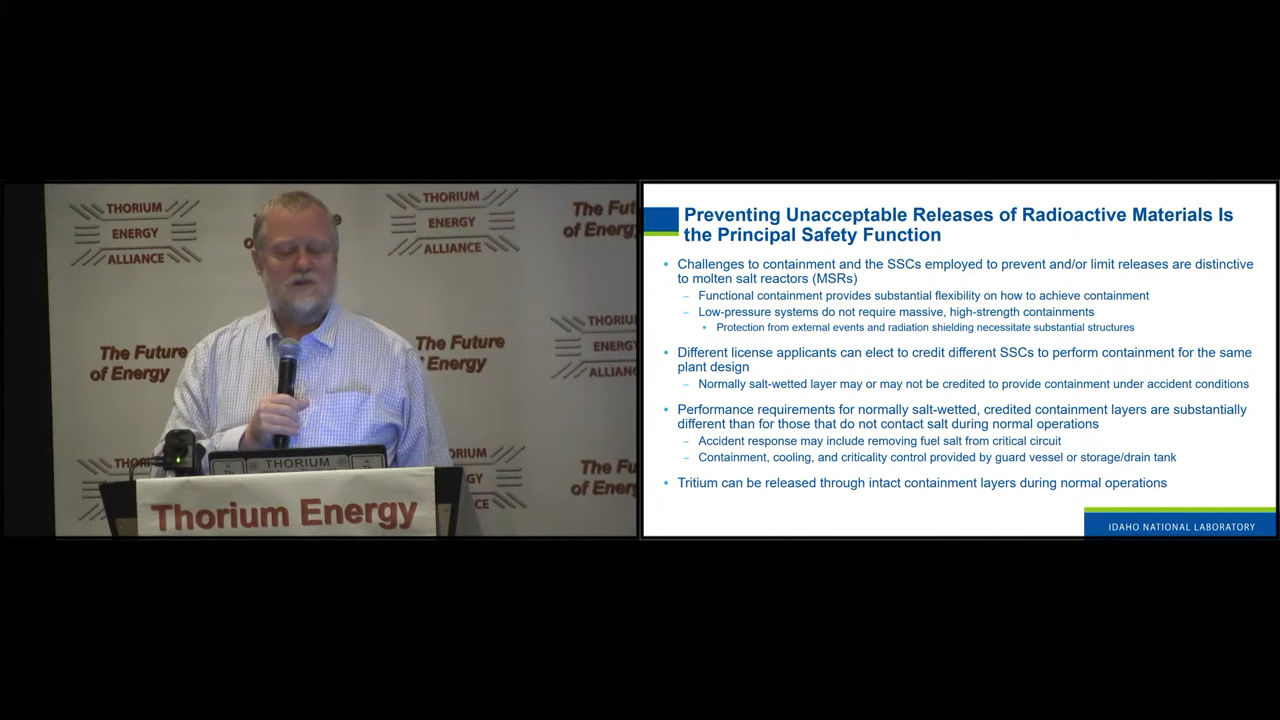 THORIUM
ENERGY
ALLIANCE
THORIUM
ENERGY
ALLIANCE
The Future
of Energy
The Future
of Energy
THORIUM
Thorium Energy
Preventing Unacceptable Releases of Radioactive Materials Is
the Principal Safety Function
• Challenges to containment and the SSCs employed to prevent and/or limit releases are distinctive
to molten salt reactors (MSRs)
– Functional containment provides substantial flexibility on how to achieve containment
– Low-pressure systems do not require massive, high-strength containments
• Protection from external events and radiation shielding necessitate substantial structures
• Different license applicants can elect to credit different SSCs to perform containment for the same
plant design
– Normally salt-wetted layer may or may not be credited to provide containment under accident conditions
• Performance requirements for normally salt-wetted, credited containment layers are substantially
different than for those that do not contact salt during normal operations
– Accident response may include removing fuel salt from critical circuit
– Containment, cooling, and criticality control provided by guard vessel or storage/drain tank
• Tritium can be released through intact containment layers during normal operations
IDAHO NATIONAL LABORATORY